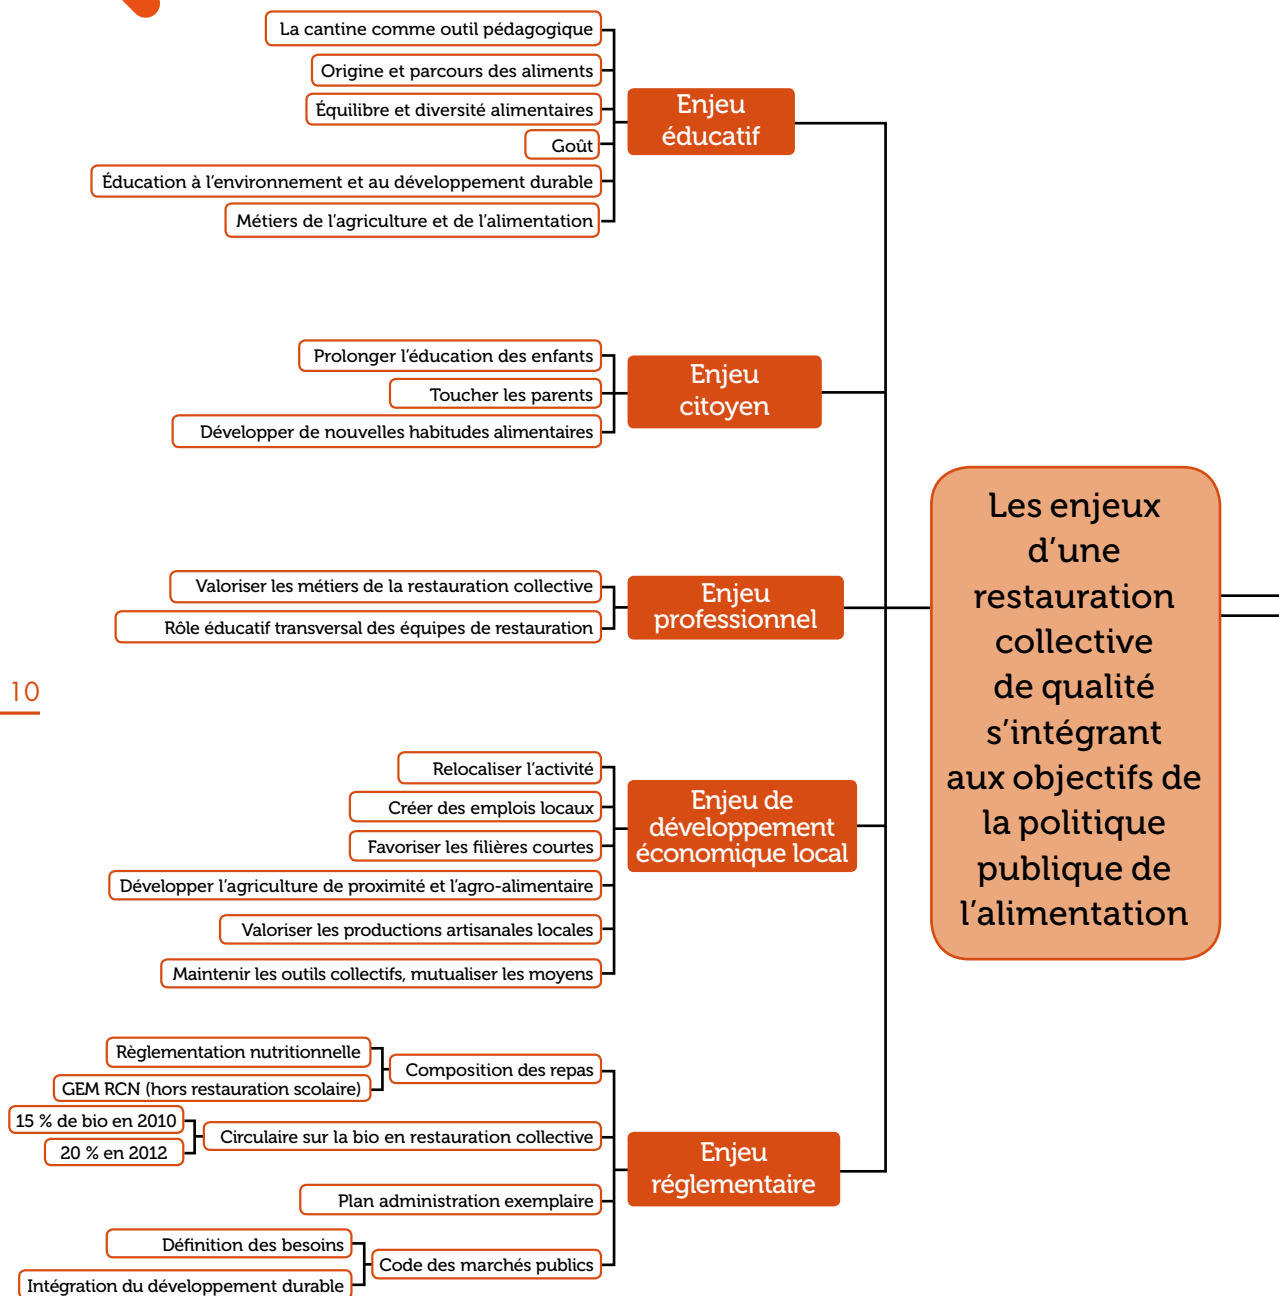 La cantine comme outil pédagogique
Origine et parcours des aliments
Équilibre et diversité alimentaires
Goût
Éducation à l'environnement et au développement durable
Métiers de l'agriculture et de l'alimentation
Enjeu
éducatif
Prolonger l'éducation des enfants
Toucher les parents
Développer de nouvelles habitudes alimentaires
Enjeu
citoyen
Valoriser les métiers de la restauration collective
Rôle éducatif transversal des équipes de restauration
Enjeu
professionnel
10
Relocaliser l'activité
Créer des emplois locaux
Favoriser les filières courtes
Développer l'agriculture de proximité et l'agro-alimentaire
Valoriser les productions artisanales locales
Maintenir les outils collectifs, mutualiser les moyens
Enjeu de
développement
économique local
Règlementation nutritionnelle
GEM RCN (hors restauration scolaire)
Composition des repas
15 % de bio en 2010
20 % en 2012
Circulaire sur la bio en restauration collective
Plan administration exemplaire
Définition des besoins
Intégration du développement durable
Code des marchés publics
Enjeu
réglementaire
Les enjeux
d'une
restauration
collective
de qualité
s'intégrant
aux objectifs de
la politique
publique de
l'alimentation